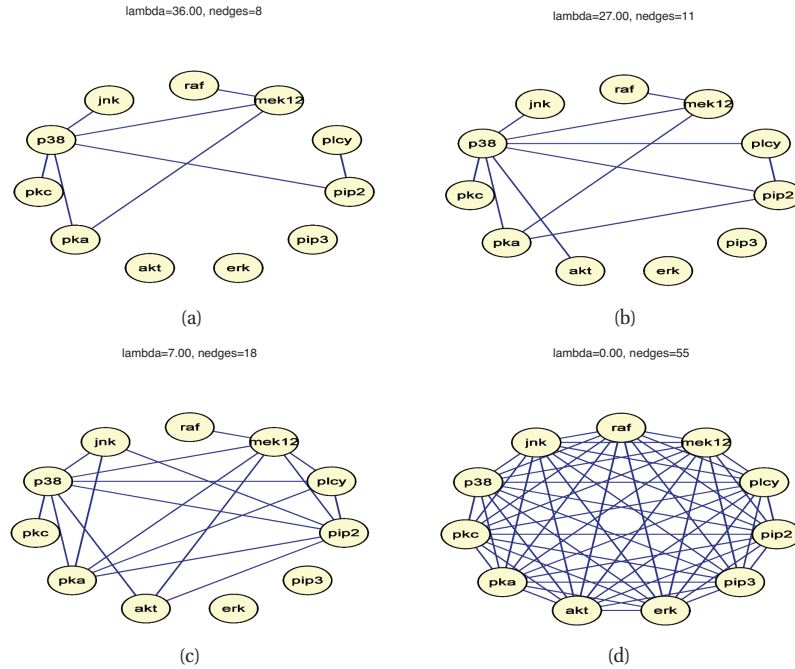 lambda=36.00, nedges=8
raf
mek12
jnk
p38
plcy
pkc
pip2
pka
pip3
akt
erk
(a)
lambda=27.00, nedges=11
raf
mek12
jnk
p38
plcy
pkc
pip2
pka
pip3
akt
erk
(b)
lambda=7.00, nedges=18
raf
mek12
jnk
p38
plcy
pkc
pip2
pka
pip3
akt
erk
(c)
lambda=0.00, nedges=55
raf
mek12
jnk
p38
plcy
pkc
pip2
pka
pip3
akt
erk
(d)